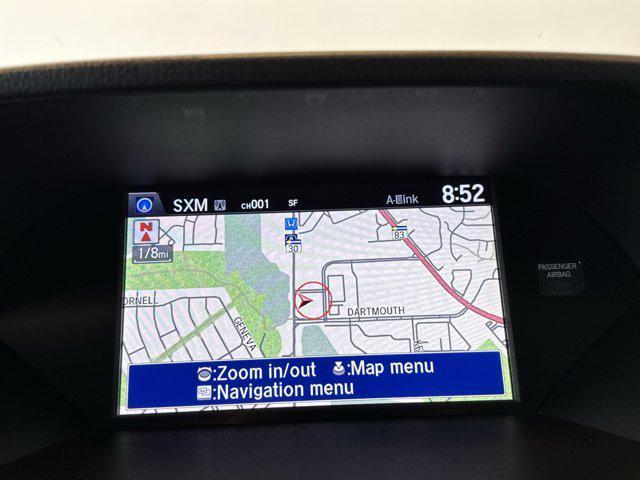 SXM CH001 SF A-Link 8:52
N
1/8mi
30
83
PASSENGER
AIRBAG
ORNELL
GENEVA
DARTMOUTH
:Zoom in/out :Map menu
:Navigation menu